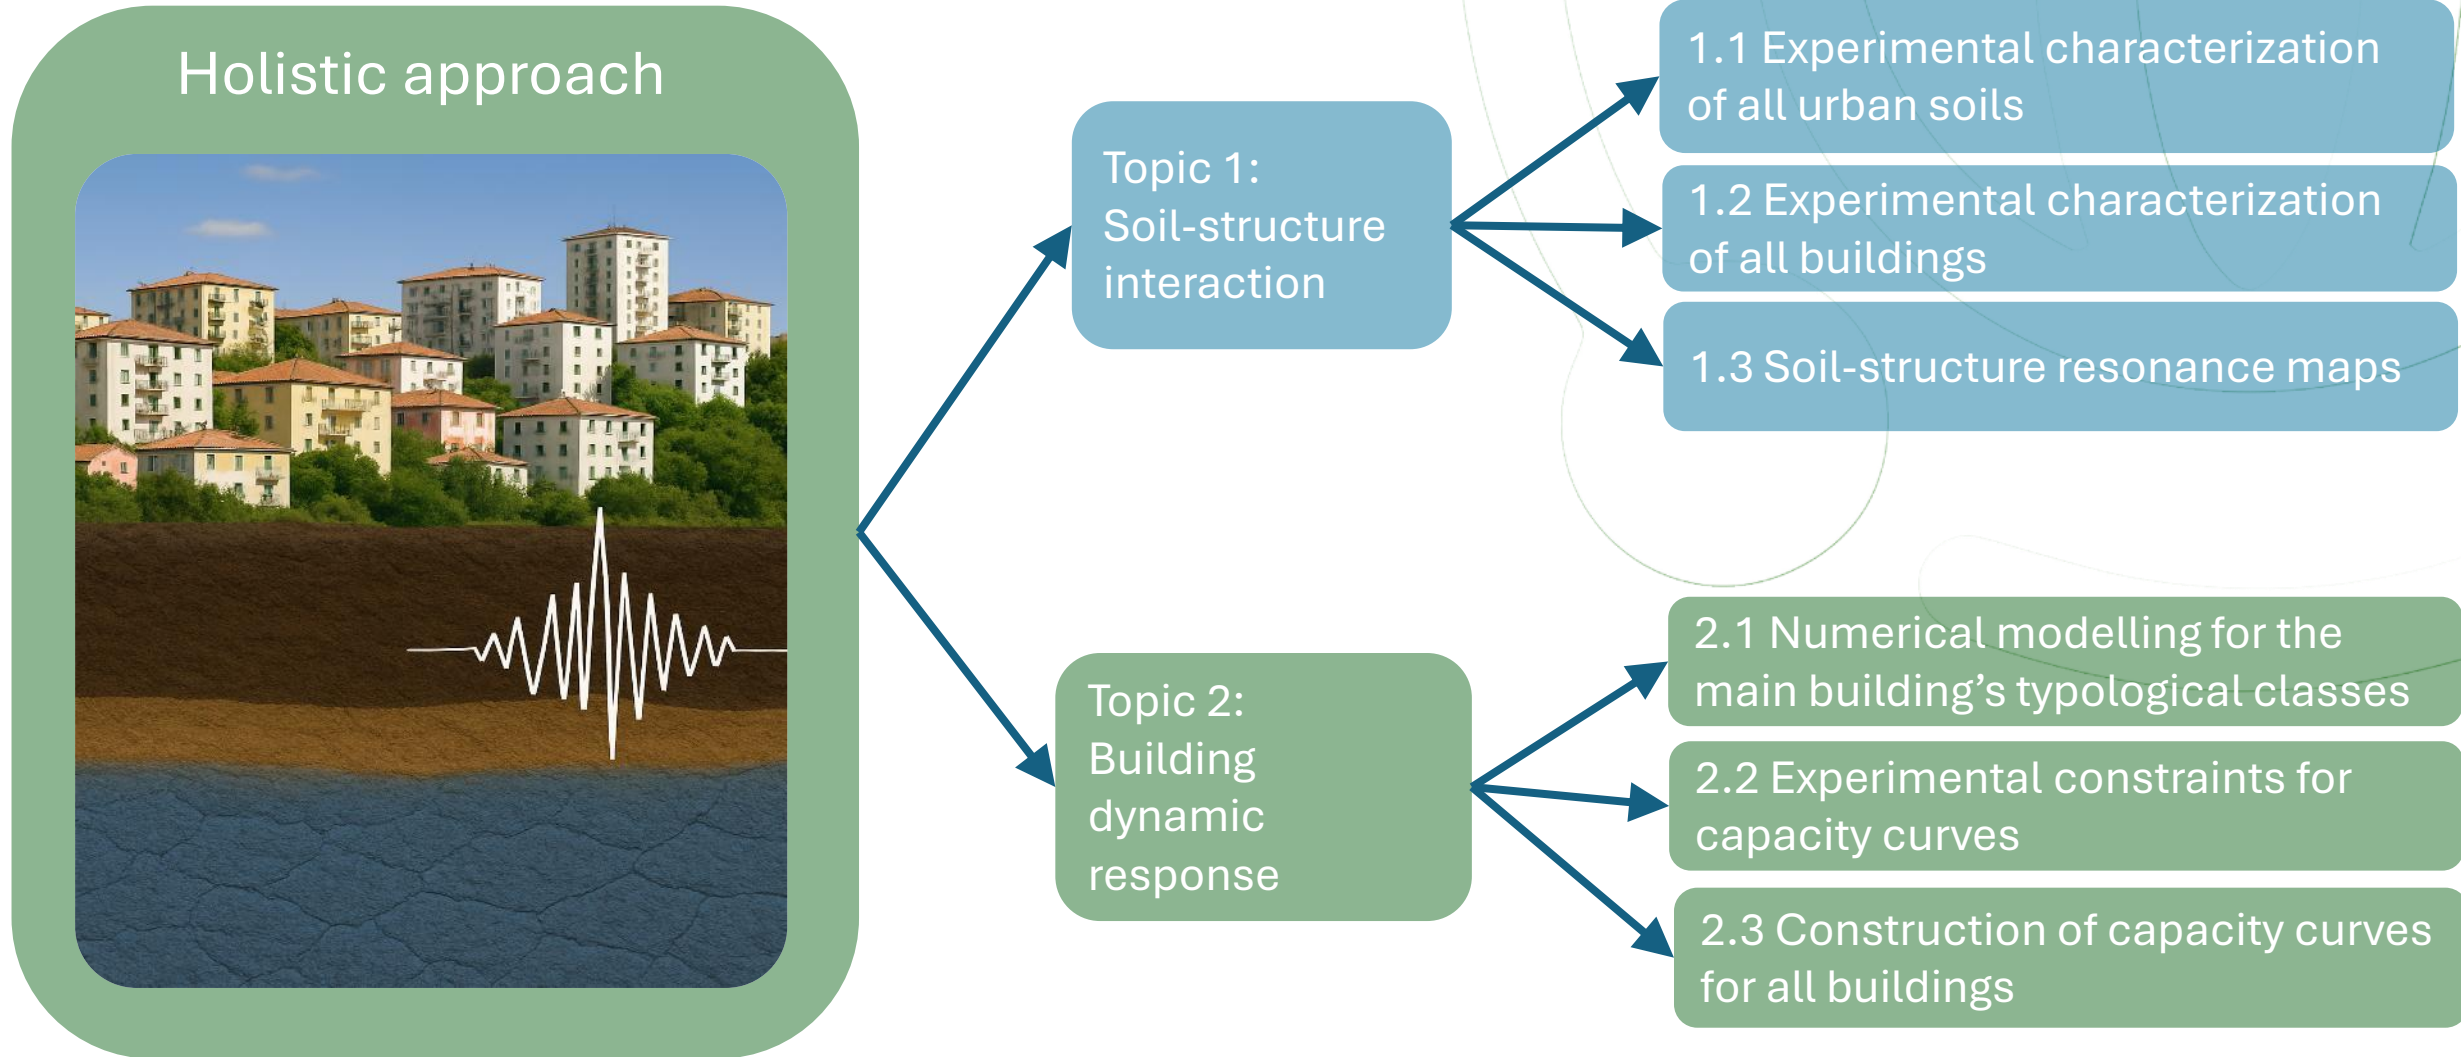 Holistic approach
Topic 1:
Soil-structure
interaction
1.1 Experimental characterization
of all urban soils
1.2 Experimental characterization
of all buildings
1.3 Soil-structure resonance maps
Topic 2:
Building
dynamic
response
2.1 Numerical modelling for the
main building’s typological classes
2.2 Experimental constraints for
capacity curves
2.3 Construction of capacity curves
for all buildings